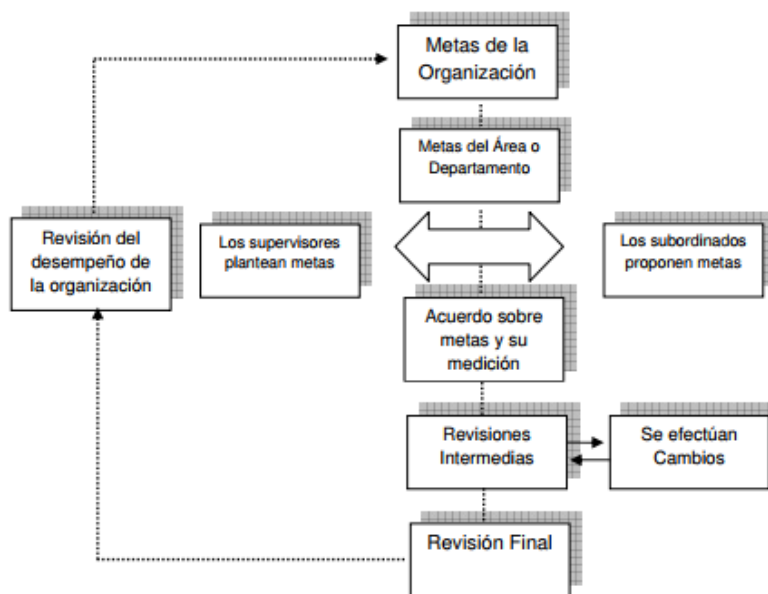 Metas de la
Organización
Metas del Área o
Departamento
Revisión del
desempeño de
la organización
Los supervisores
plantean metas
Los subordinados
proponen metas
Acuerdo sobre
metas y su
medición
Revisiones
Intermedias
Se efectúan
Cambios
Revisión Final